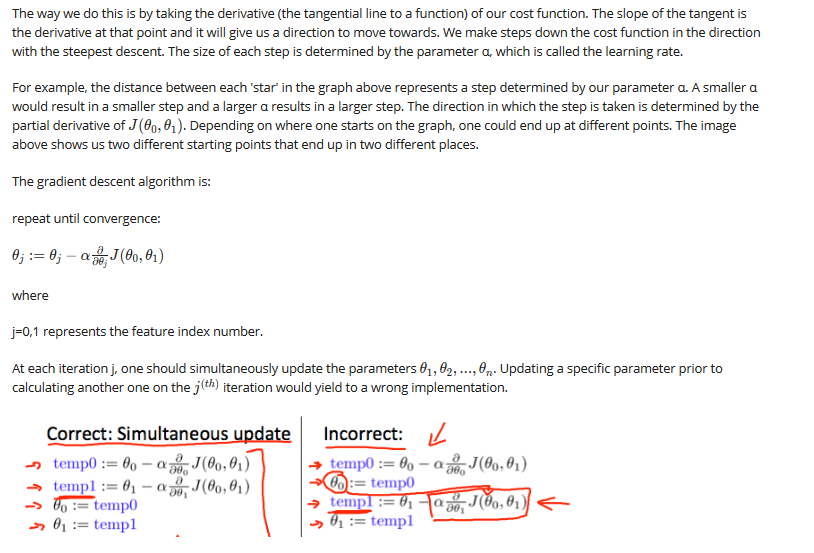 The way we do this is by taking the derivative (the tangential line to a function) of our cost function. The slope of the tangent is
the derivative at that point and it will give us a direction to move towards. We make steps down the cost function in the direction
with the steepest descent. The size of each step is determined by the parameter α, which is called the learning rate.
For example, the distance between each 'star' in the graph above represents a step determined by our parameter α. A smaller α
would result in a smaller step and a larger α results in a larger step. The direction in which the step is taken is determined by the
partial derivative of J(θ₀, θ₁). Depending on where one starts on the graph, one could end up at different points. The image
above shows us two different starting points that end up in two different places.
The gradient descent algorithm is:
repeat until convergence:
θⱼ := θⱼ − α ∂/∂θⱼ J(θ₀, θ₁)
where
j=0,1 represents the feature index number.
At each iteration j, one should simultaneously update the parameters θ₁, θ₂, ..., θₙ. Updating a specific parameter prior to
calculating another one on the j⁽ᵗʰ⁾ iteration would yield to a wrong implementation.
Correct: Simultaneous update
temp0 := θ₀ − α ∂/∂θ₀ J(θ₀, θ₁)
temp1 := θ₁ − α ∂/∂θ₁ J(θ₀, θ₁)
θ₀ := temp0
θ₁ := temp1
Incorrect:
temp0 := θ₀ − α ∂/∂θ₀ J(θ₀, θ₁)
θ₀ := temp0
temp1 := θ₁ − α ∂/∂θ₁ J(θ₀, θ₁)
θ₁ := temp1